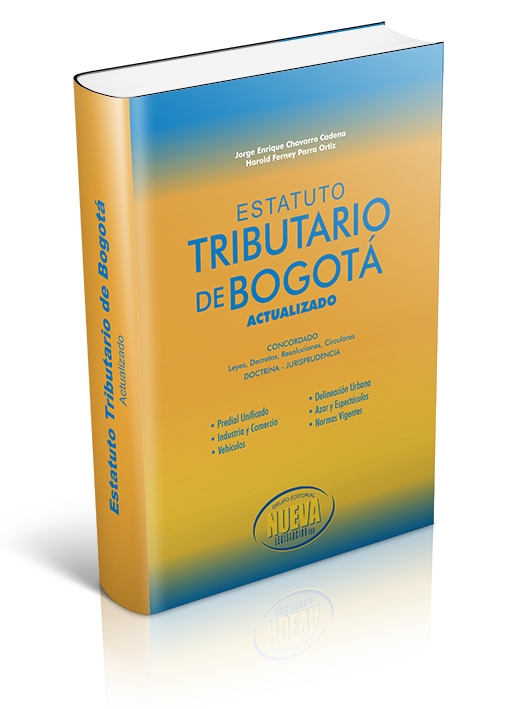 Estatuto Tributario de Bogotá
Actualizado
Jorge Enrique Chavarro Cadena
Harold Ferney Parra Ortiz
ESTATUTO
TRIBUTARIO
DE BOGOTÁ
ACTUALIZADO
CONCORDADO
Leyes, Decretos, Resoluciones, Circulares
DOCTRINA - JURISPRUDENCIA
• Predial Unificado
• Industria y Comercio
• Vehículos
• Delineación Urbana
• Azar y Espectáculos
• Normas Vigentes
GRUPO EDITORIAL
NUEVA
LEGISLACIÓN SAS